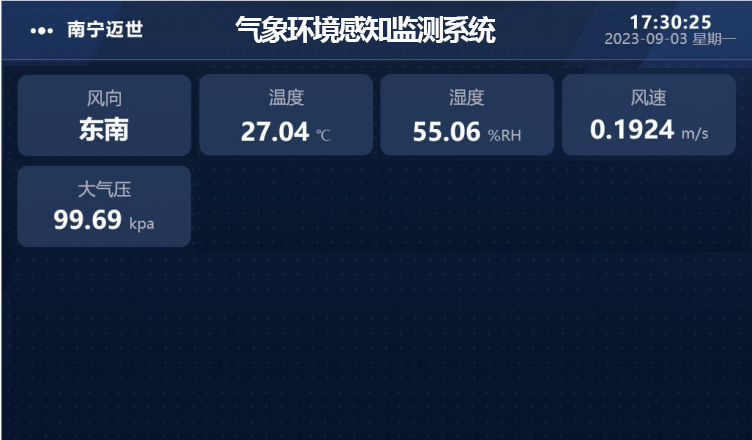 南宁迈世
气象环境感知监测系统
17:30:25
2023-09-03 星期一
风向
东南
温度
27.04 ℃
湿度
55.06 %RH
风速
0.1924 m/s
大气压
99.69 kpa